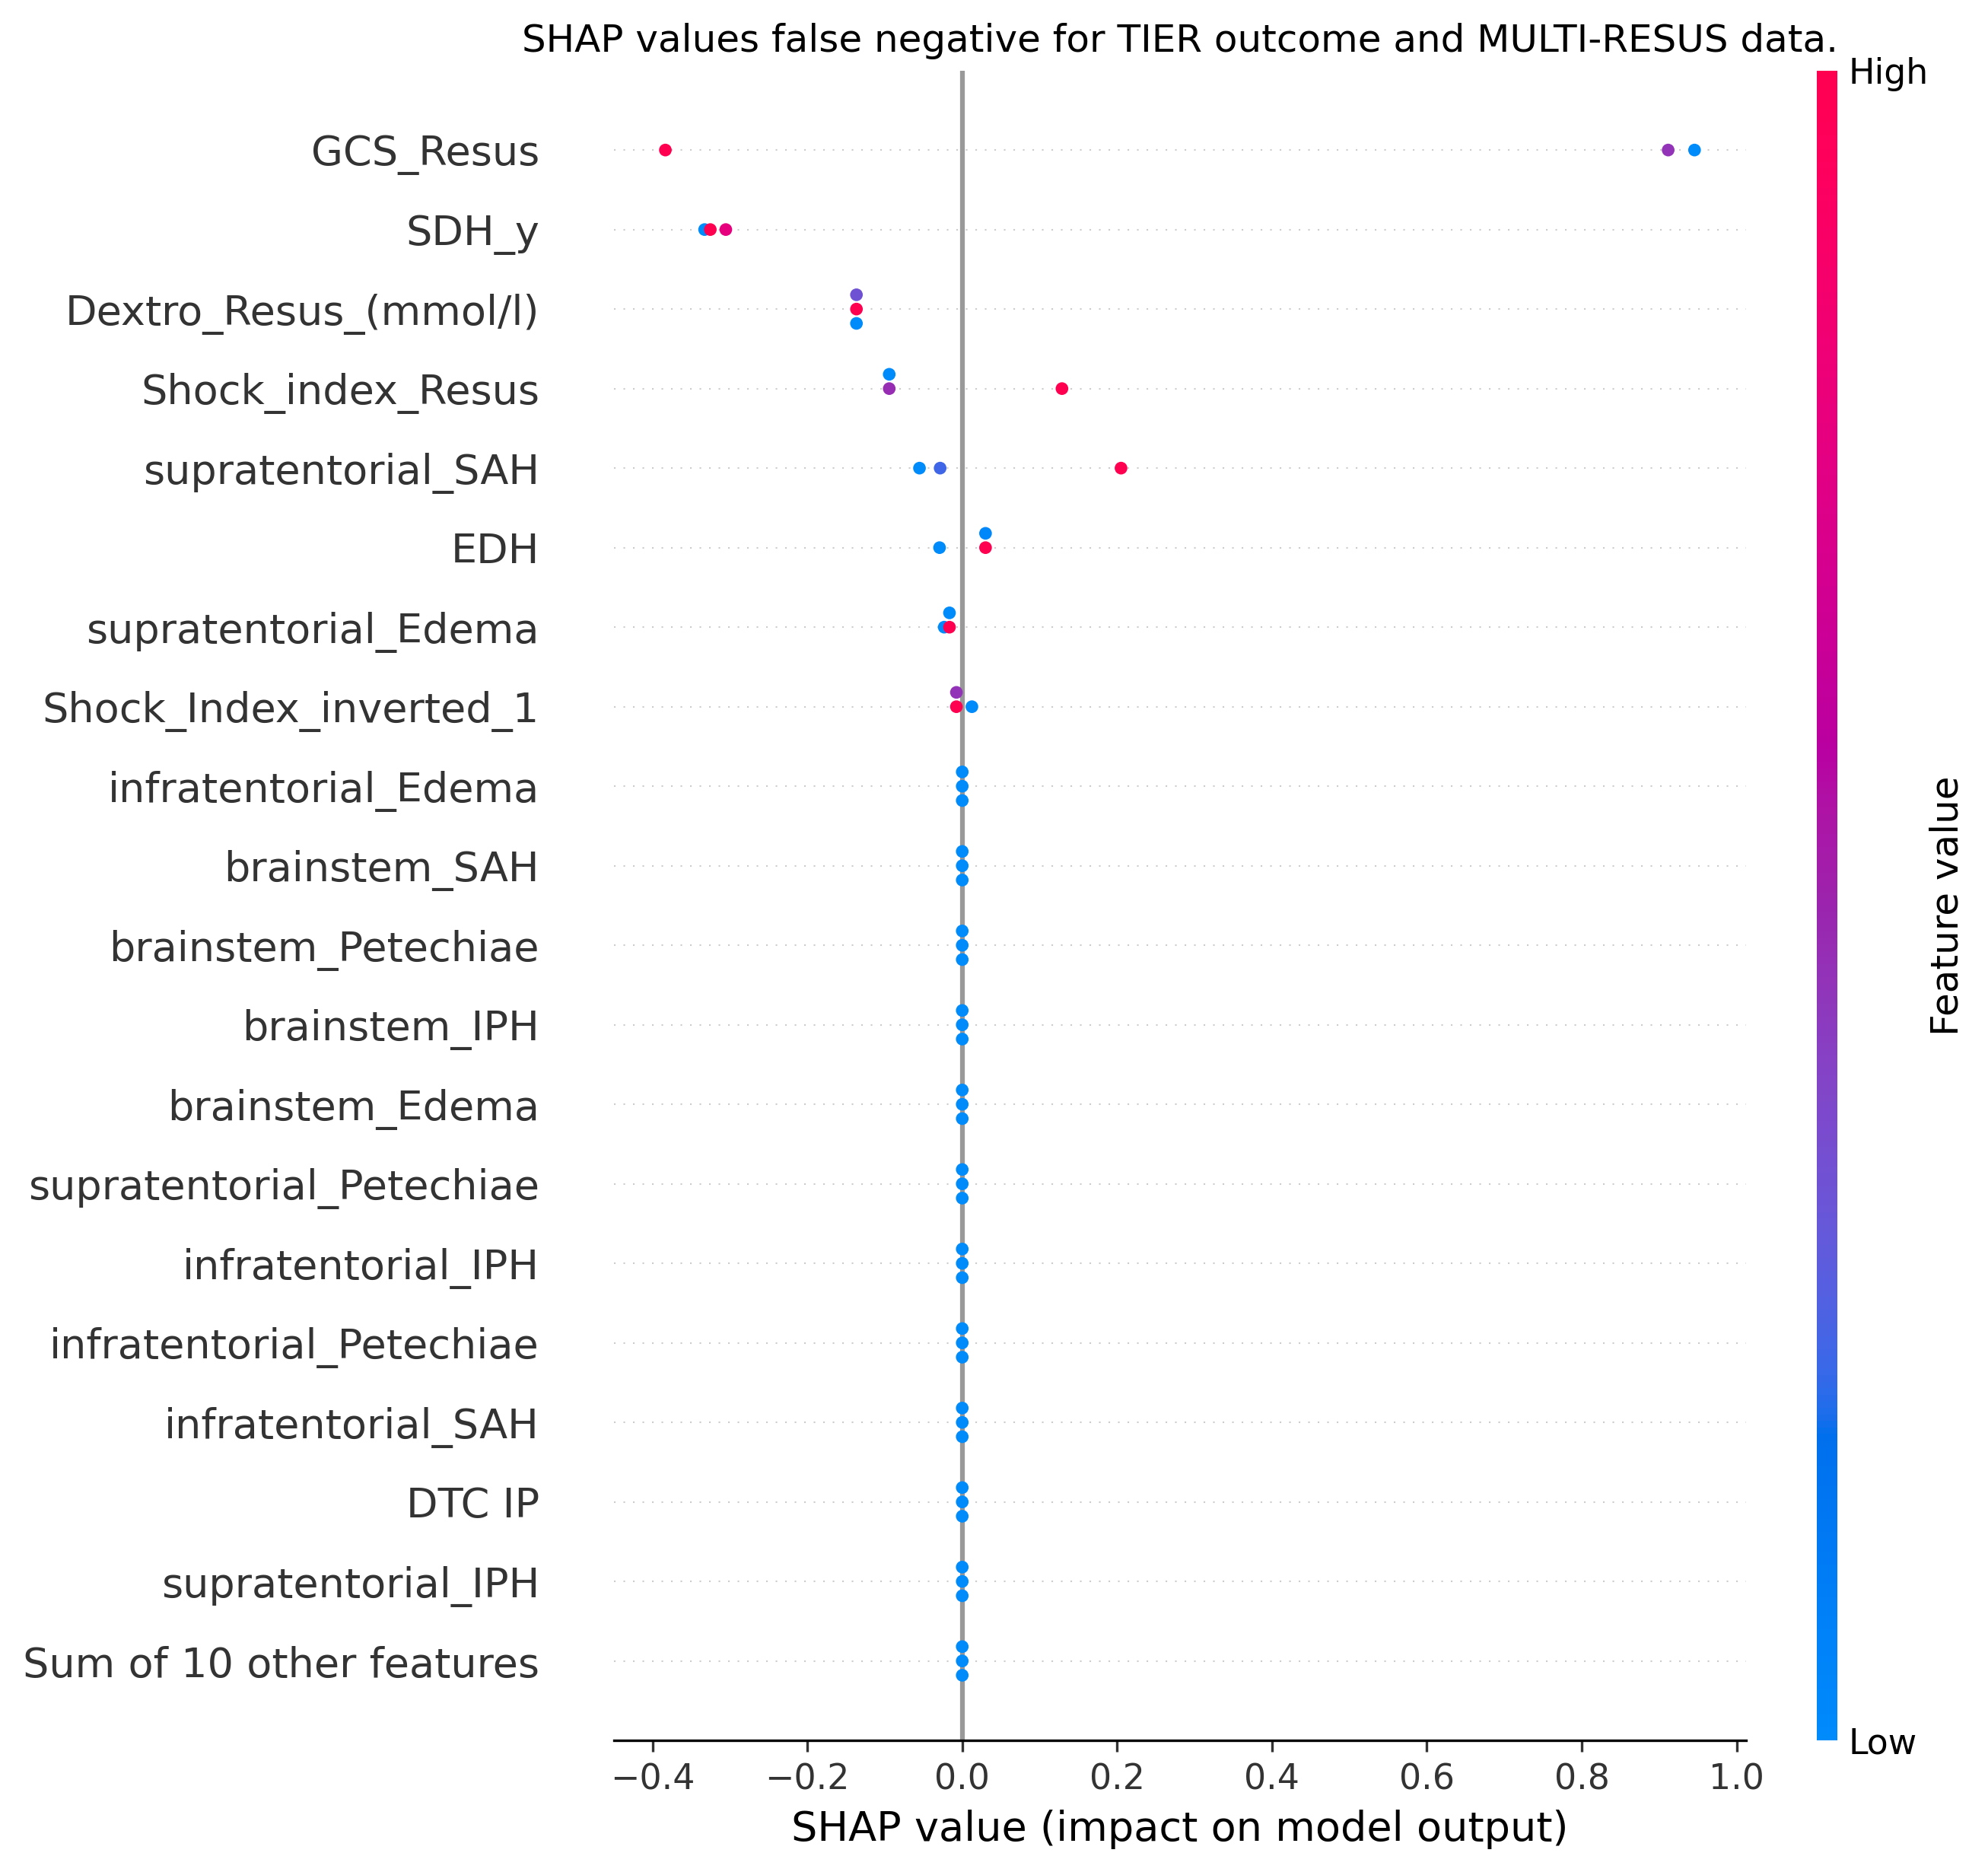 SHAP values false negative for TIER outcome and MULTI-RESUS data.
High
GCS_Resus
SDH_y
Dextro_Resus_(mmol/l)
Shock_index_Resus
supratentorial_SAH
EDH
supratentorial_Edema
Shock_Index_inverted_1
infratentorial_Edema
brainstem_SAH
brainstem_Petechiae
brainstem_IPH
brainstem_Edema
supratentorial_Petechiae
infratentorial_IPH
infratentorial_Petechiae
infratentorial_SAH
DTC IP
supratentorial_IPH
Sum of 10 other features
Feature value
Low
−0.4 −0.2 0.0 0.2 0.4 0.6 0.8 1.0
SHAP value (impact on model output)